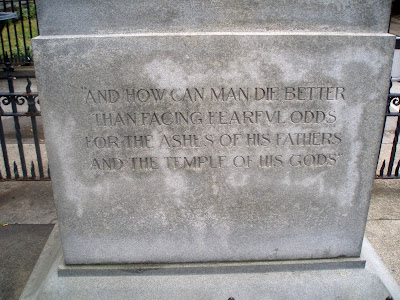 "AND HOW CAN MAN DIE BETTER
THAN FACING FEARFUL ODDS
FOR THE ASHES OF HIS FATHERS
AND THE TEMPLE OF HIS GODS"